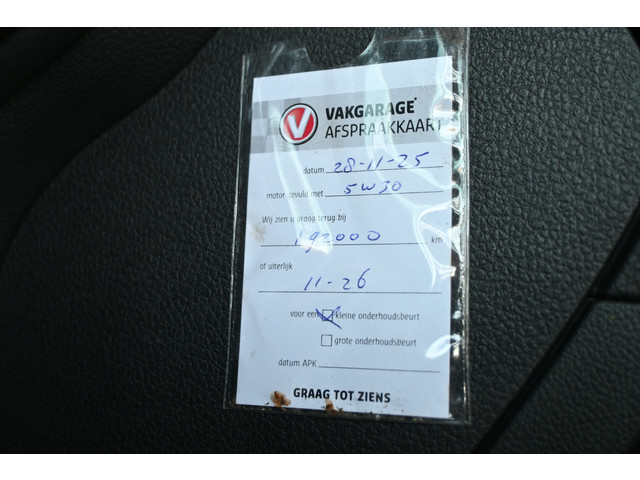 VAKGARAGE
AFSPRAAKKAART
datum 28-11-25
motor gevuld met 5W30
Wij zien u graag terug bij
192000 km
of uiterlijk
11-26
voor een kleine onderhoudsbeurt
grote onderhoudsbeurt
datum APK
GRAAG TOT ZIENS